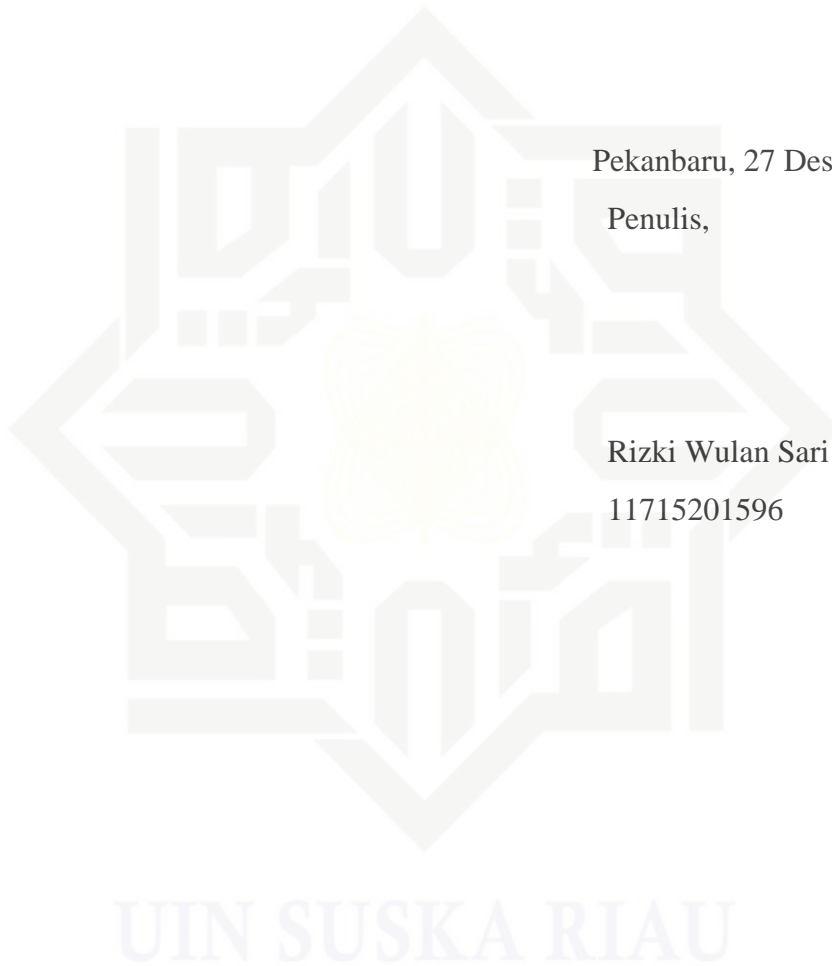 Pekanbaru, 27 Des
Penulis,
Rizki Wulan Sari
11715201596
UIN SUSKA RIAU